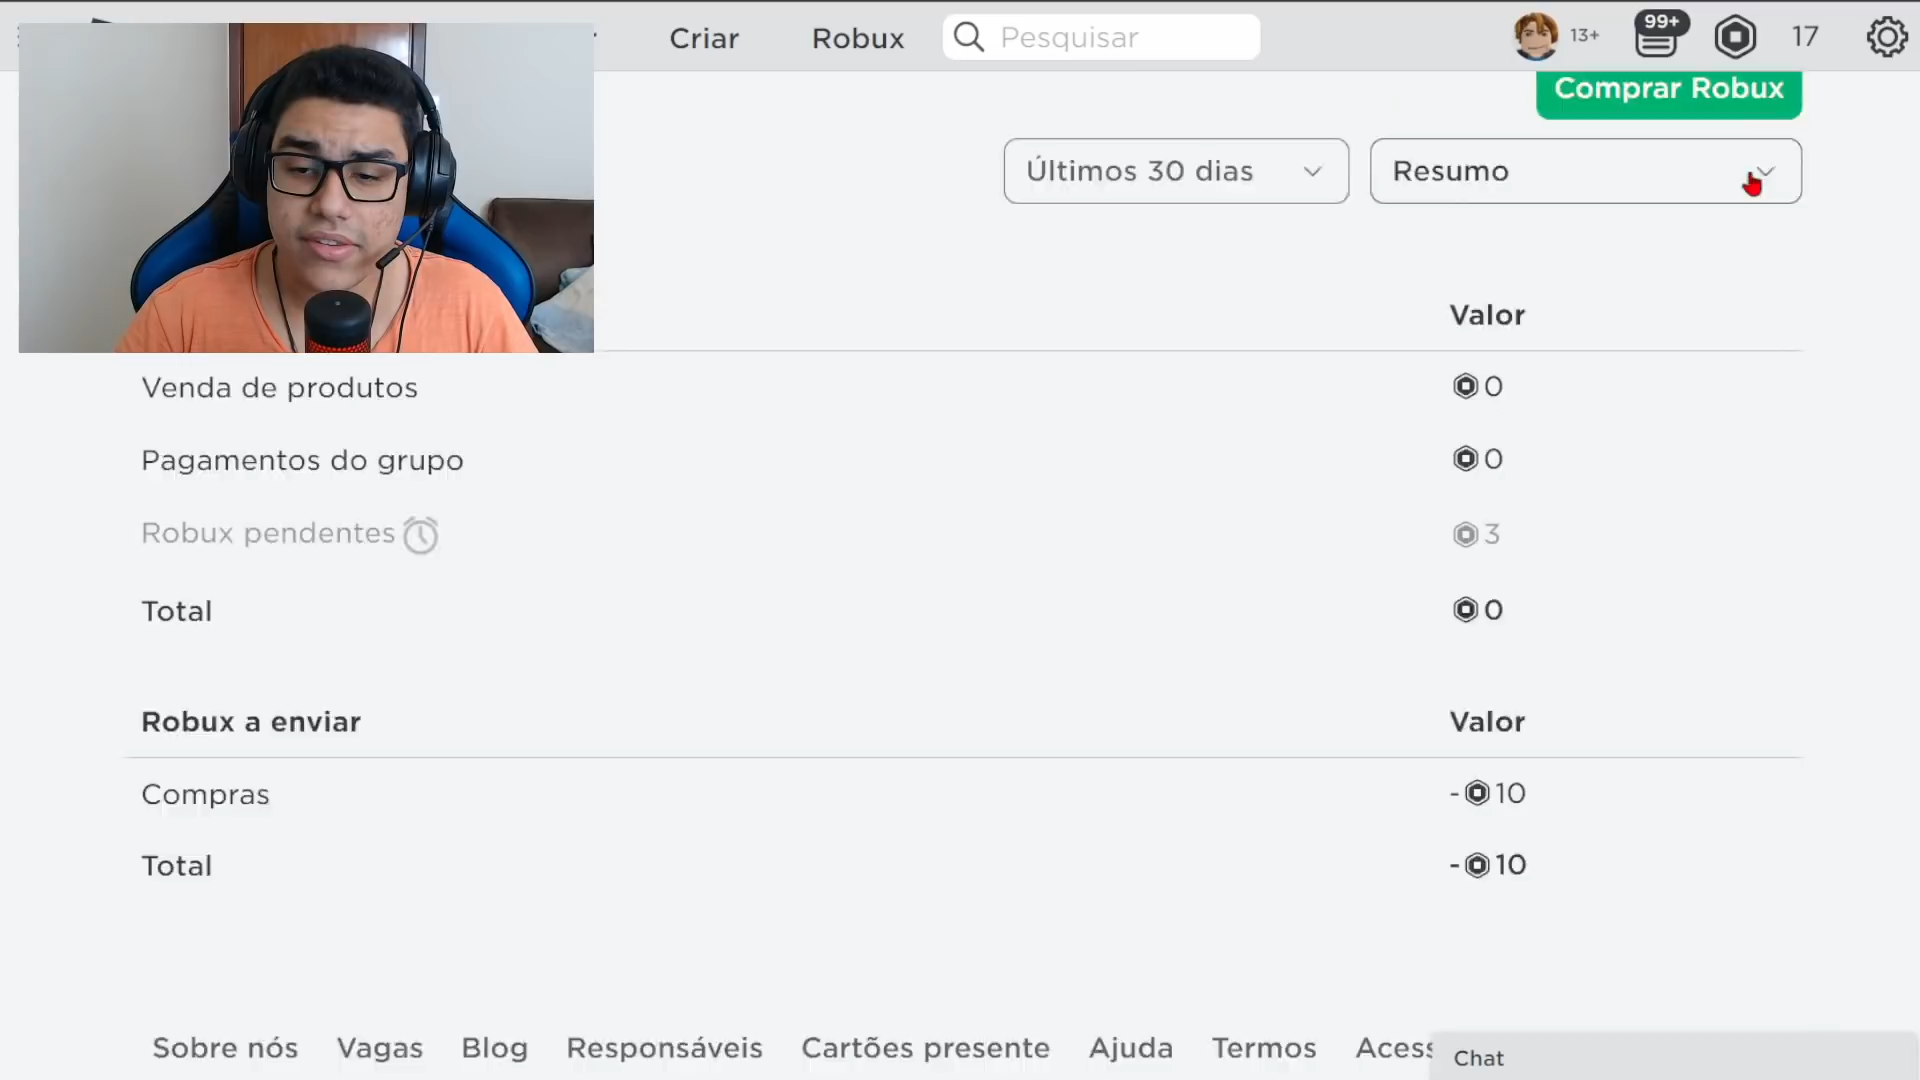 Criar
Robux
Pesquisar
13+
99+
17
Comprar Robux
Últimos 30 dias
Resumo
Valor
Venda de produtos
0
Pagamentos do grupo
0
Robux pendentes
3
Total
0
Robux a enviar
Valor
Compras
-10
Total
-10
Sobre nós
Vagas
Blog
Responsáveis
Cartões presente
Ajuda
Termos
Acess
Chat